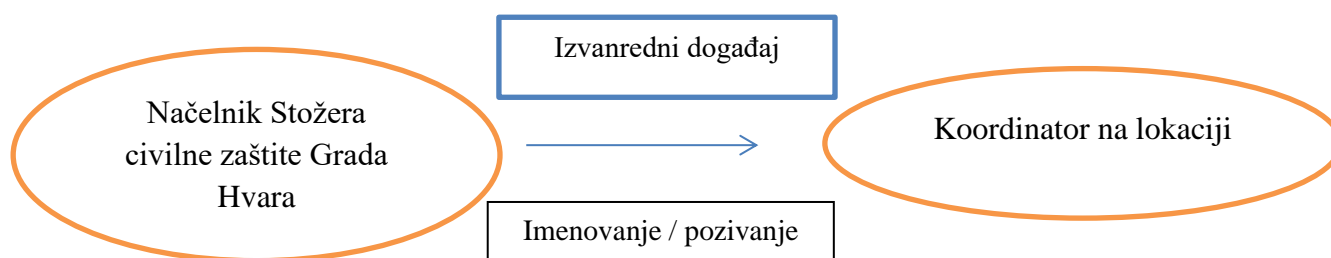 Izvanredni događaj
Načelnik Stožera
civilne zaštite Grada
Hvara
Koordinator na lokaciji
Imenovanje / pozivanje